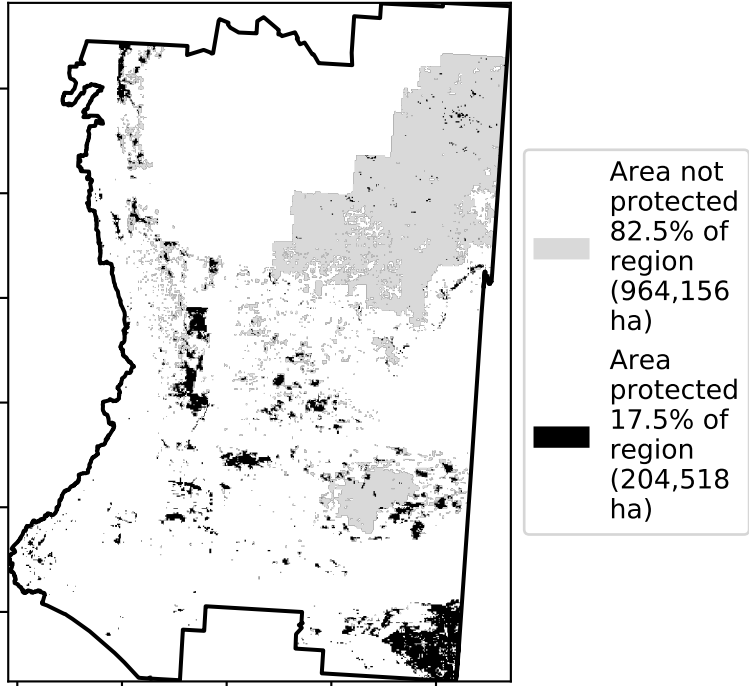 Area not
protected
82.5% of
region
(964,156
ha)
Area
protected
17.5% of
region
(204,518
ha)